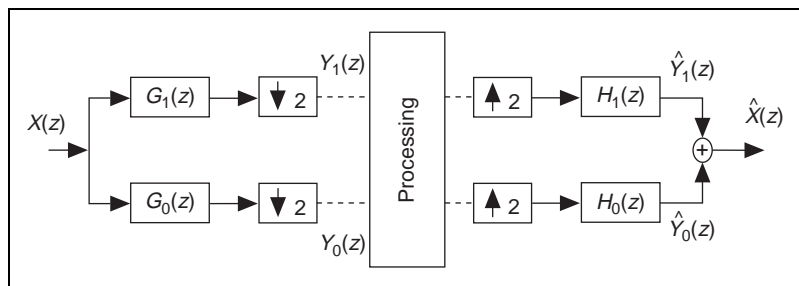 Y₁(z)
Ŷ₁(z)
G₁(z)
2
2
H₁(z)
X(z)
X̂(z)
Processing
+
G₀(z)
2
2
H₀(z)
Y₀(z)
Ŷ₀(z)